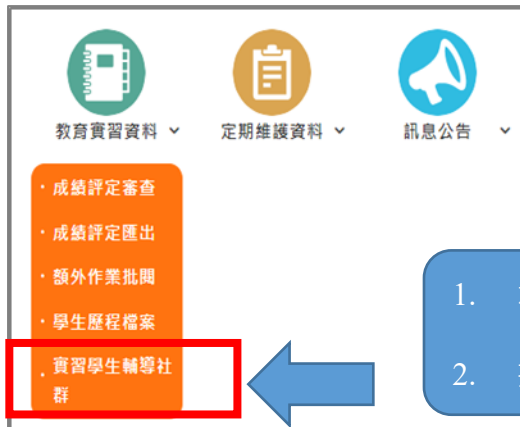 教育實習資料
定期維護資料
訊息公告
· 成績評定審查
· 成績評定匯出
· 額外作業批閱
· 學生歷程檔案
· 實習學生輔導社
群
1.
2.